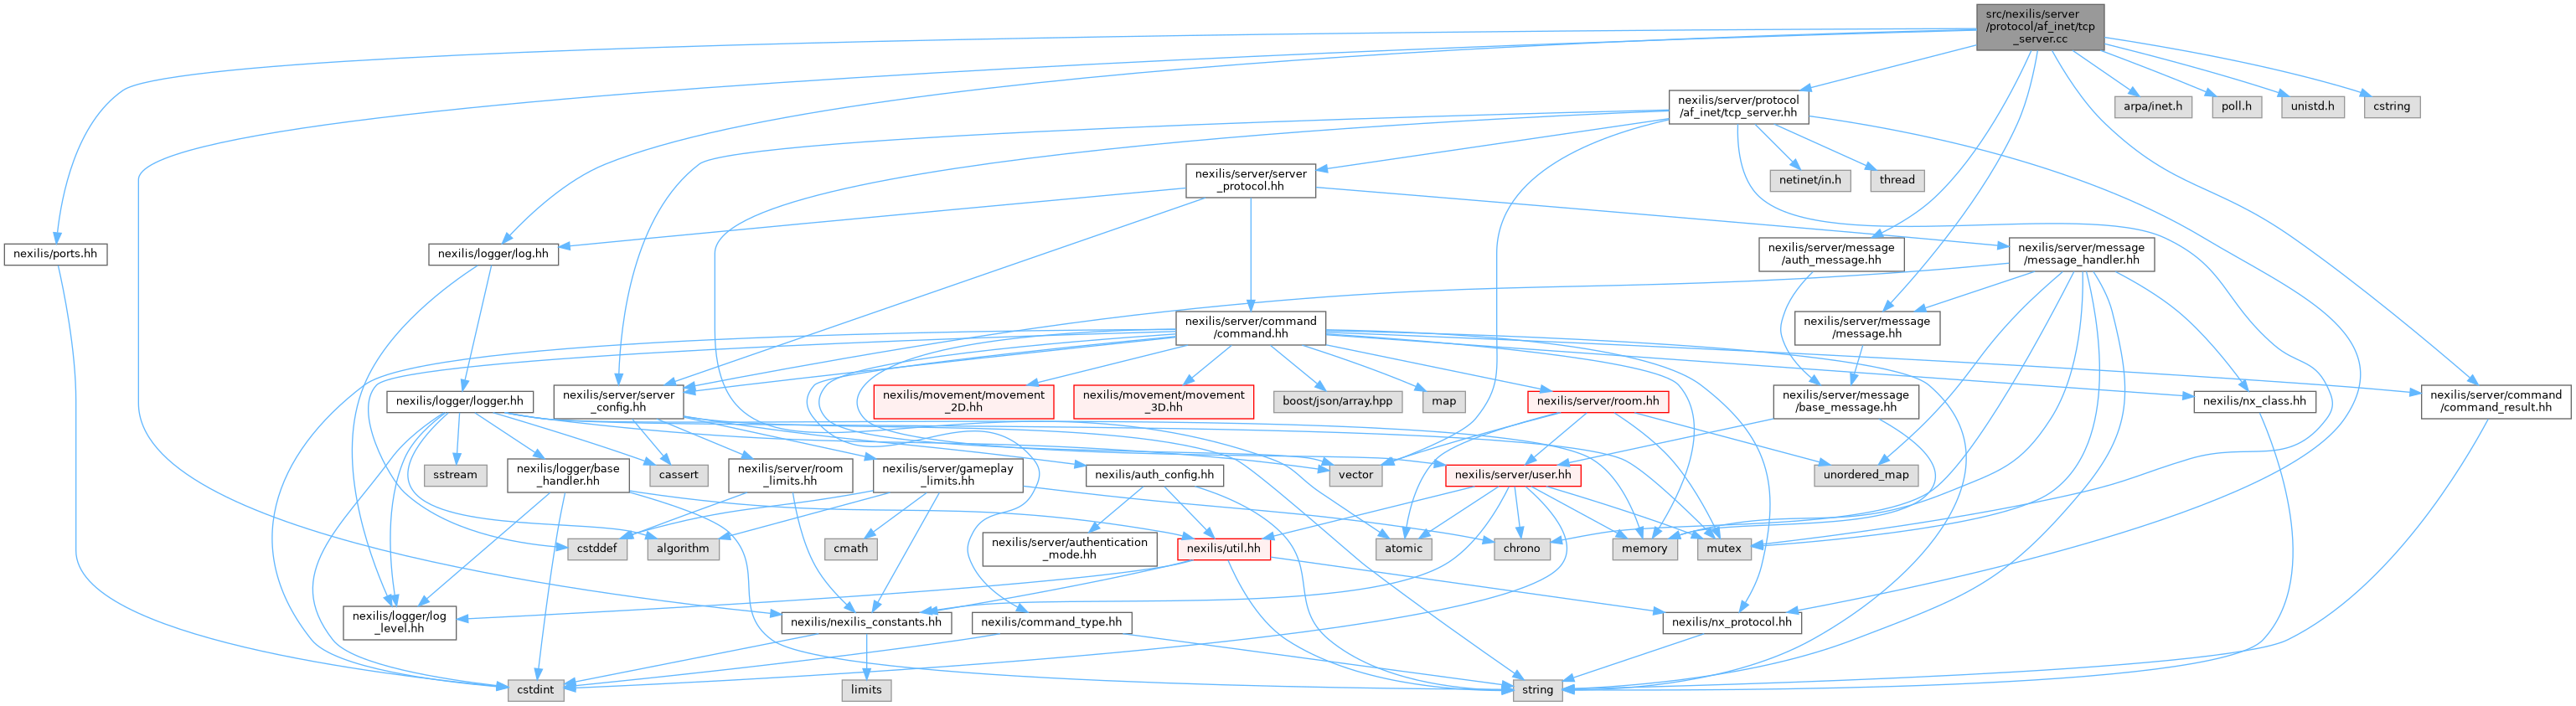 src/nexilis/server
/protocol/af_inet/tcp
_server.cc
nexilis/server/protocol
/af_inet/tcp_server.hh
arpa/inet.h
poll.h
unistd.h
cstring
nexilis/server/server
_protocol.hh
netinet/in.h
thread
nexilis/ports.hh
nexilis/logger/log.hh
nexilis/server/message
/auth_message.hh
nexilis/server/message
/message_handler.hh
nexilis/server/command
/command.hh
nexilis/server/message
/message.hh
nexilis/logger/logger.hh
nexilis/server/server
_config.hh
nexilis/movement/movement
_2D.hh
nexilis/movement/movement
_3D.hh
boost/json/array.hpp
map
nexilis/server/room.hh
nexilis/server/message
/base_message.hh
nexilis/nx_class.hh
nexilis/server/command
/command_result.hh
sstream
nexilis/logger/base
_handler.hh
cassert
nexilis/server/room
_limits.hh
nexilis/server/gameplay
_limits.hh
nexilis/auth_config.hh
vector
nexilis/server/user.hh
unordered_map
cstddef
algorithm
cmath
nexilis/server/authentication
_mode.hh
nexilis/util.hh
atomic
chrono
memory
mutex
nexilis/logger/log
_level.hh
nexilis/nexilis_constants.hh
nexilis/command_type.hh
nexilis/nx_protocol.hh
cstdint
limits
string